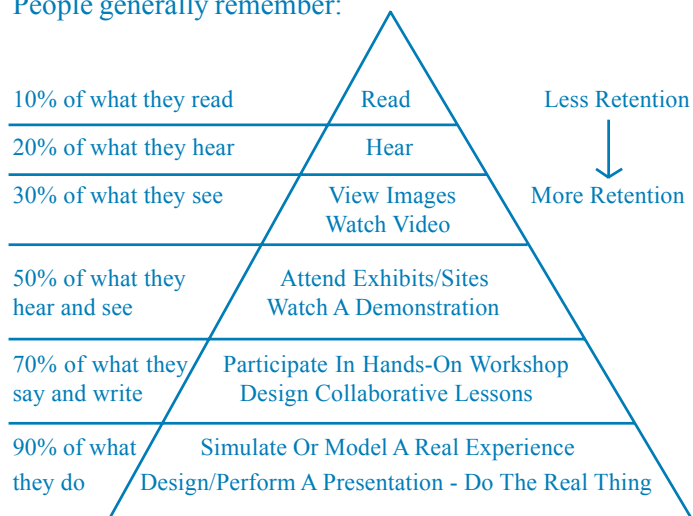 People generally remember:
10% of what they read
Read
Less Retention
20% of what they hear
Hear
30% of what they see
View Images
Watch Video
More Retention
50% of what they
hear and see
Attend Exhibits/Sites
Watch A Demonstration
70% of what they
say and write
Participate In Hands-On Workshop
Design Collaborative Lessons
90% of what
they do
Simulate Or Model A Real Experience
Design/Perform A Presentation - Do The Real Thing